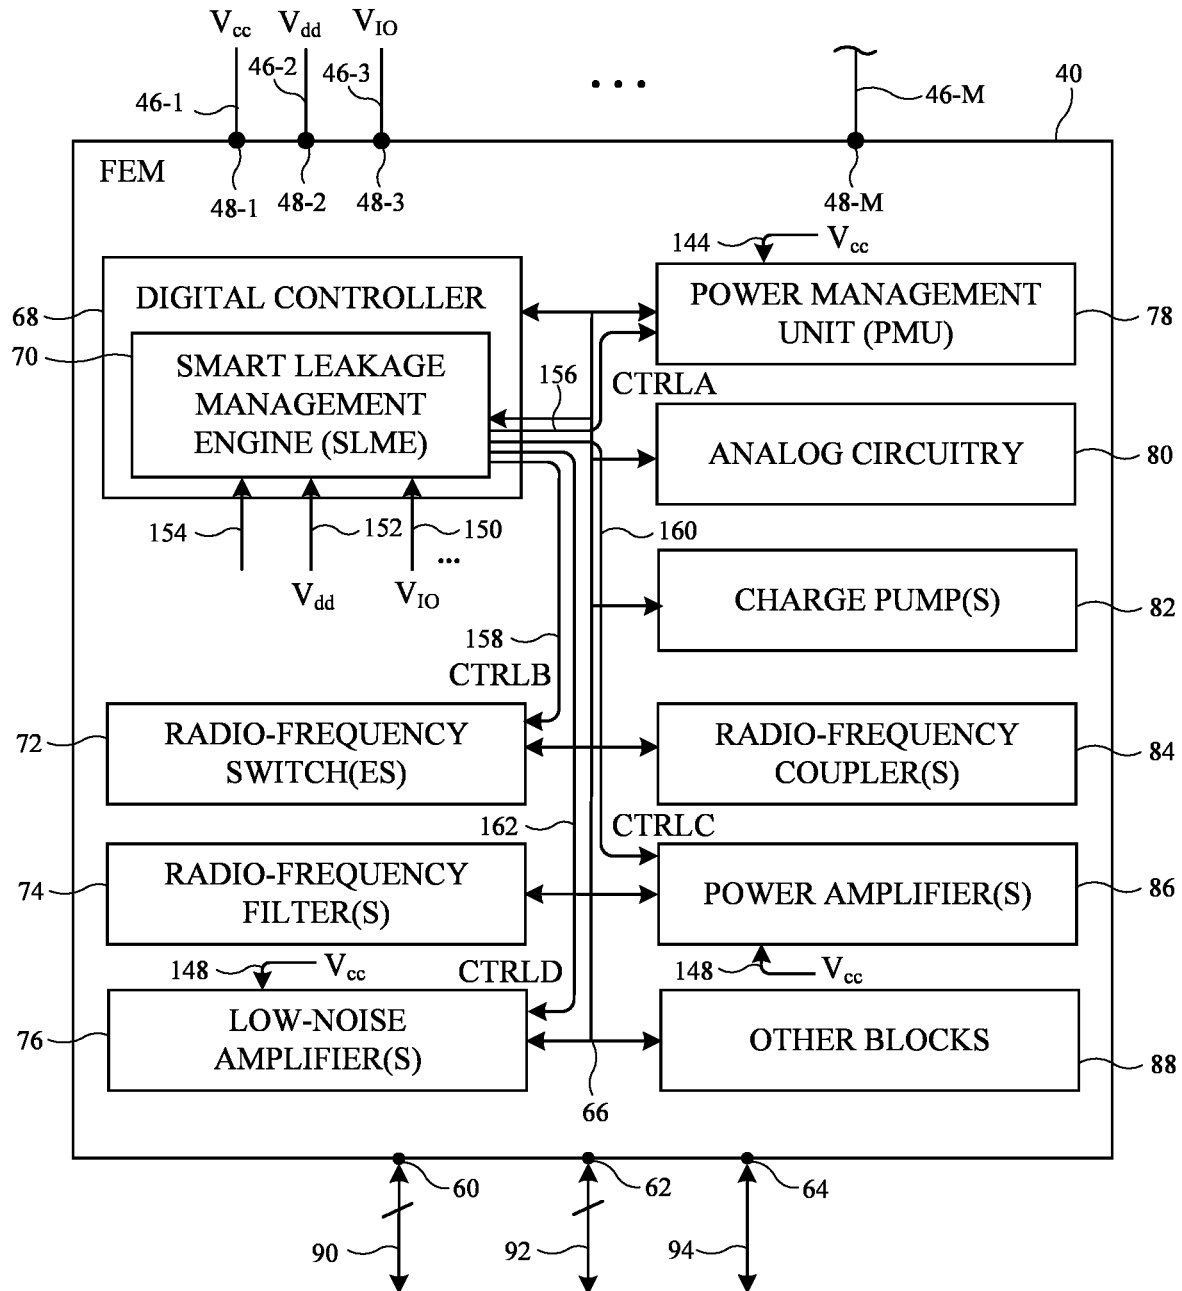 Vcc Vdd VIO
46-1 46-2 46-3 ... 46-M 40
FEM
48-1 48-2 48-3 48-M
144 Vcc
68 DIGITAL CONTROLLER
POWER MANAGEMENT
UNIT (PMU)
78
70 SMART LEAKAGE
MANAGEMENT
ENGINE (SLME)
156 CTRLA
ANALOG CIRCUITRY 80
154 152 150
Vdd VIO ...
160
CHARGE PUMP(S) 82
158
CTRLB
72 RADIO-FREQUENCY
SWITCH(ES)
RADIO-FREQUENCY
COUPLER(S)
84
162 CTRLC
74 RADIO-FREQUENCY
FILTER(S)
POWER AMPLIFIER(S) 86
148 Vcc CTRLD
148 Vcc
76 LOW-NOISE
AMPLIFIER(S)
OTHER BLOCKS
88
66
60 62 64
90 92 94